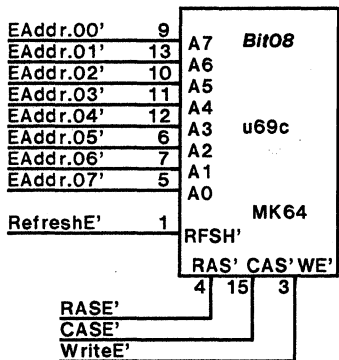 EAddr.00' 9 A7 Bit08
EAddr.01' 13 A6
EAddr.02' 10 A5
EAddr.03' 11 A4
EAddr.04' 12 A3 u69c
EAddr.05' 6 A2
EAddr.06' 7 A1
EAddr.07' 5 A0
MK64
RefreshE' 1 RFSH'
RAS' CAS' WE'
4 15 3
RASE'
CASE'
WriteE'